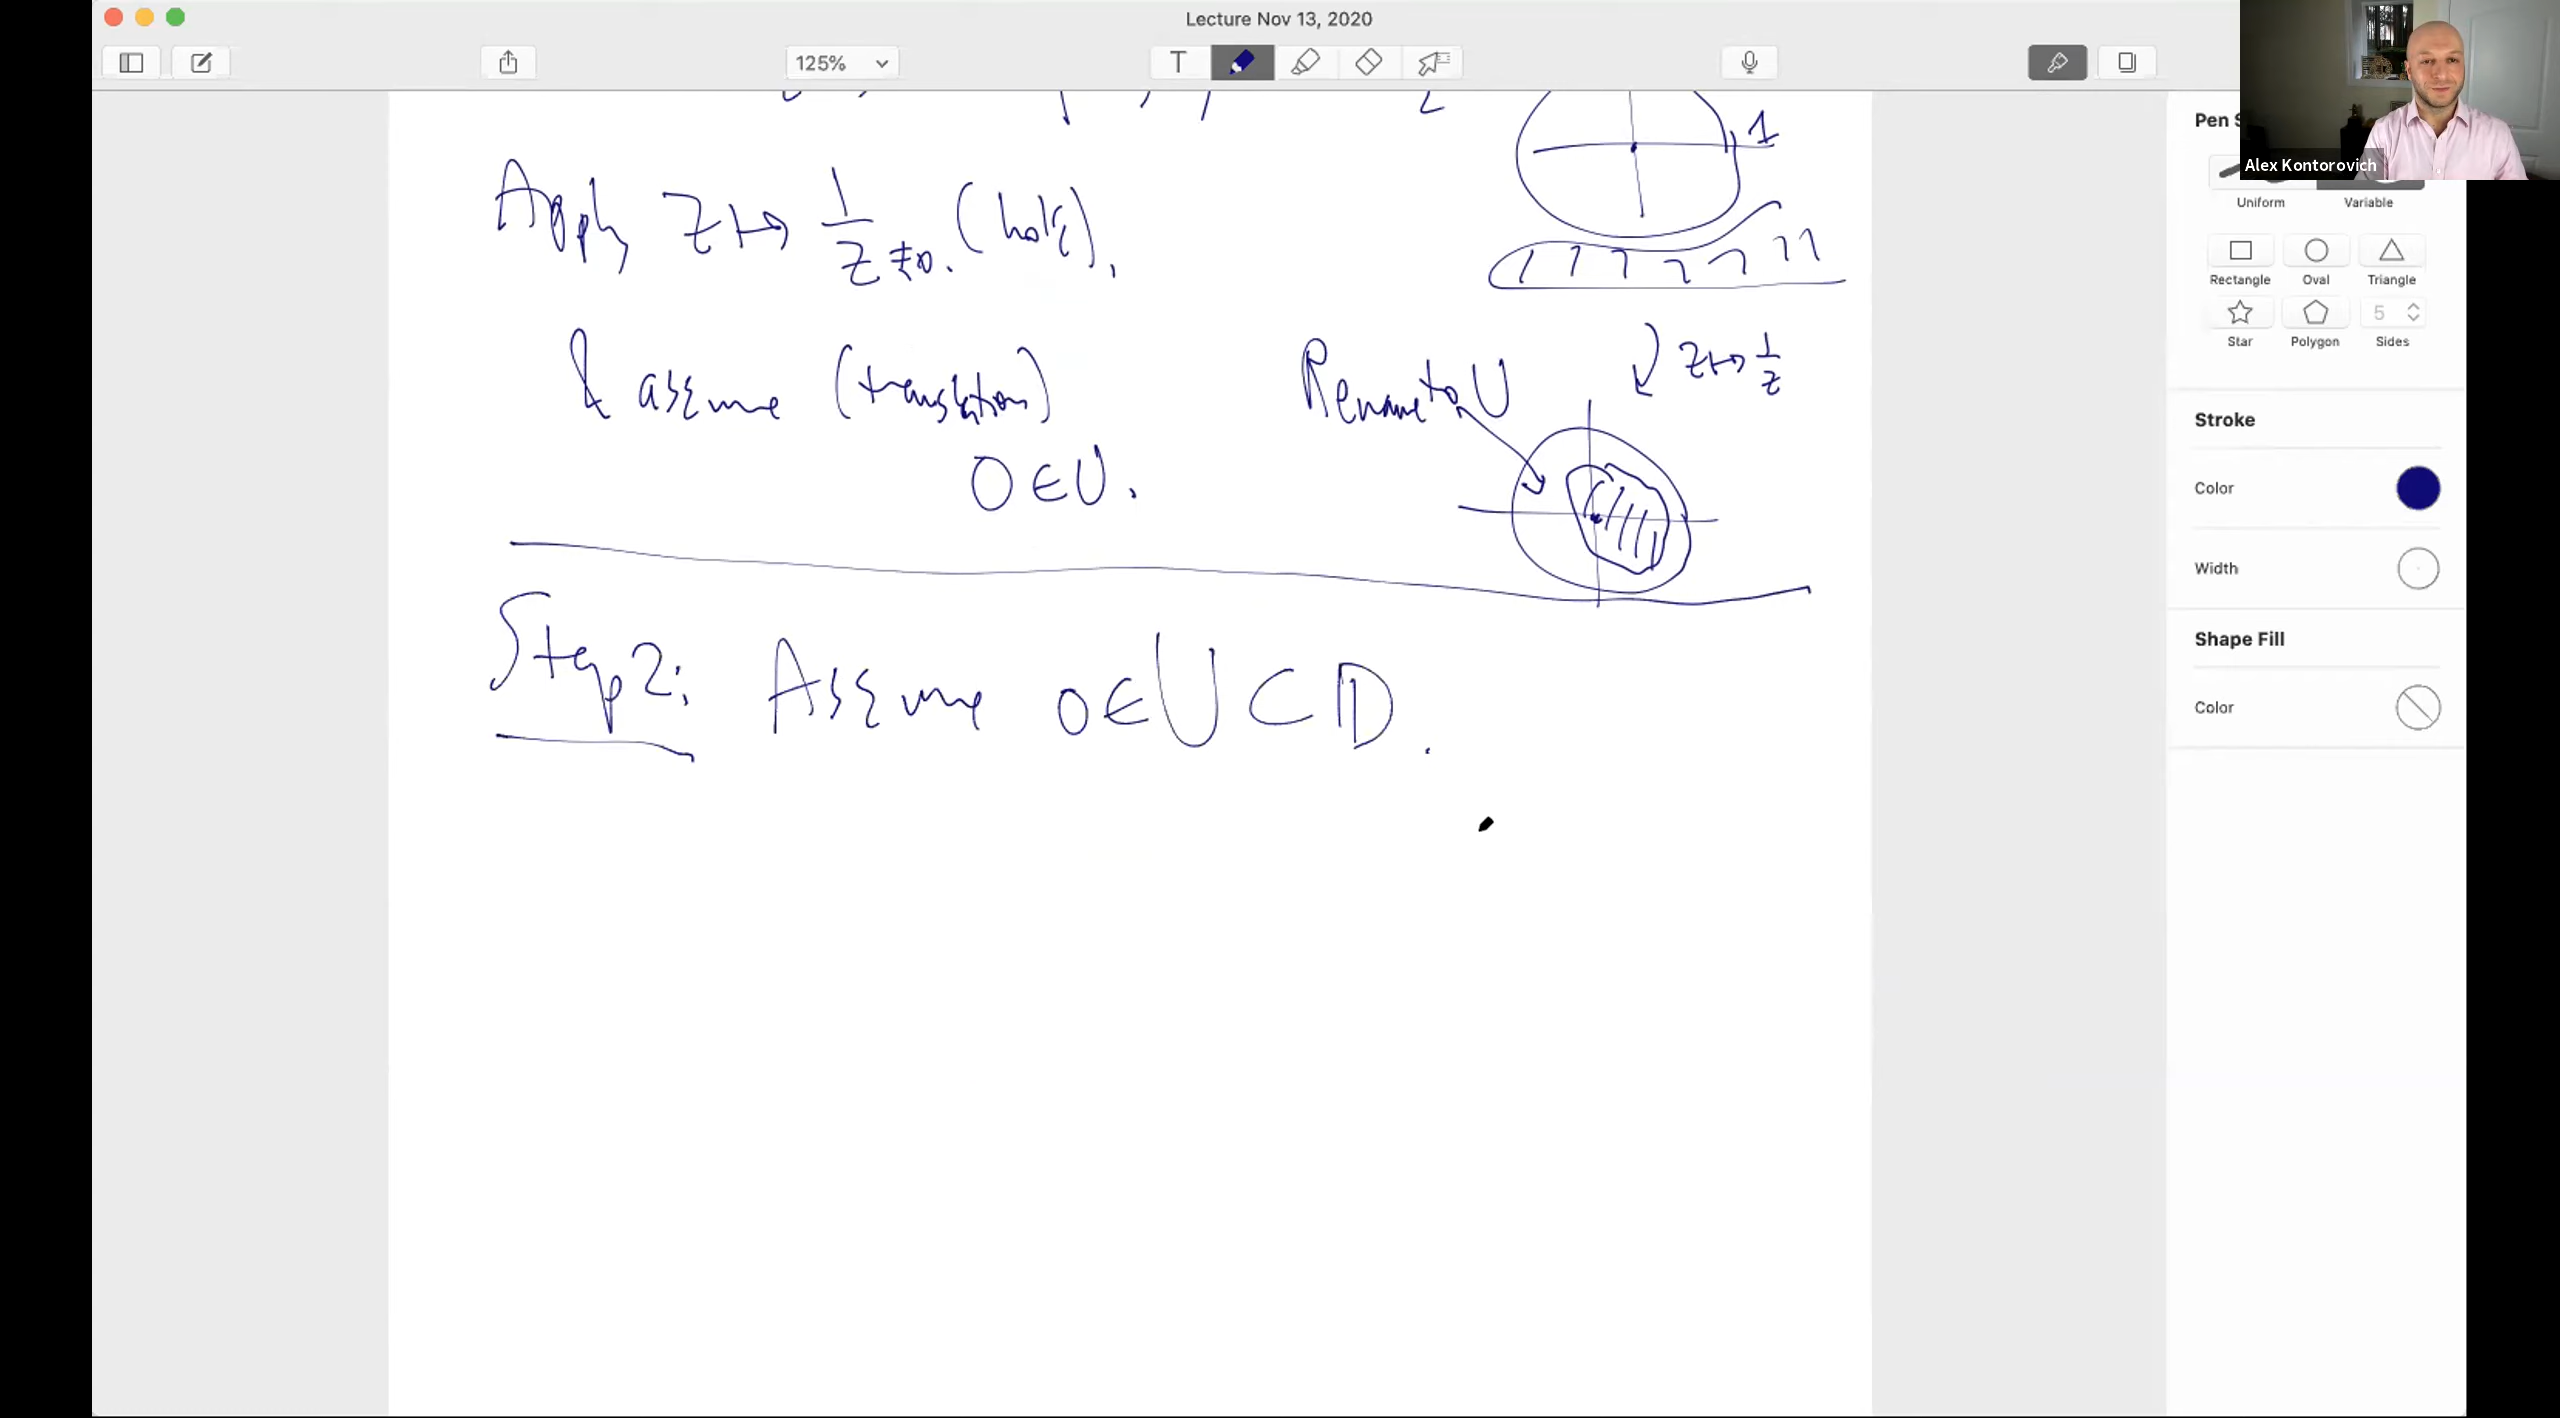 Lecture Nov 13, 2020
125%
T
Alex Kontorovich
Pen S
Uniform Variable
Rectangle Oval Triangle
5
Star Polygon Sides
Stroke
Color
Width
Shape Fill
Color
1
Apply z ↦ 1/z ≠0. (hol'c),
z ↦ 1/z
& assume (translation)
Rename to U
0 ∈ U.
Step 2: Assume 0 ∈ U ⊂ 𝔻.